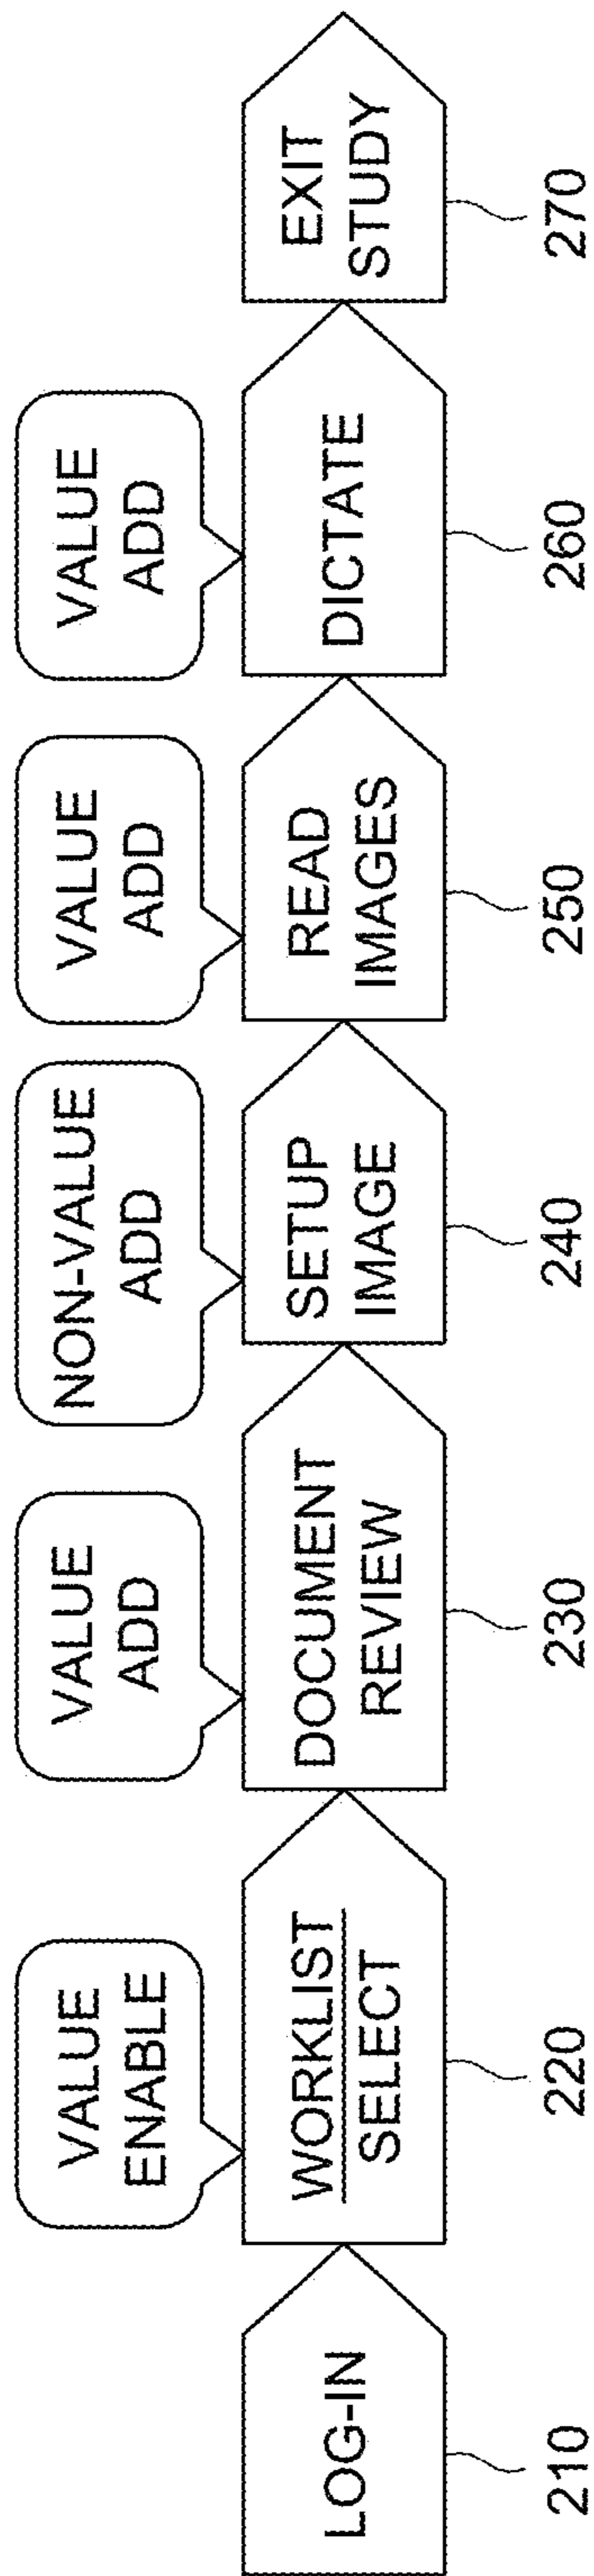 VALUE
ENABLE
VALUE
ADD
NON-VALUE
ADD
VALUE
ADD
VALUE
ADD
LOG-IN
WORKLIST
SELECT
DOCUMENT
REVIEW
SETUP
IMAGE
READ
IMAGES
DICTATE
EXIT
STUDY
210
220
230
240
250
260
270